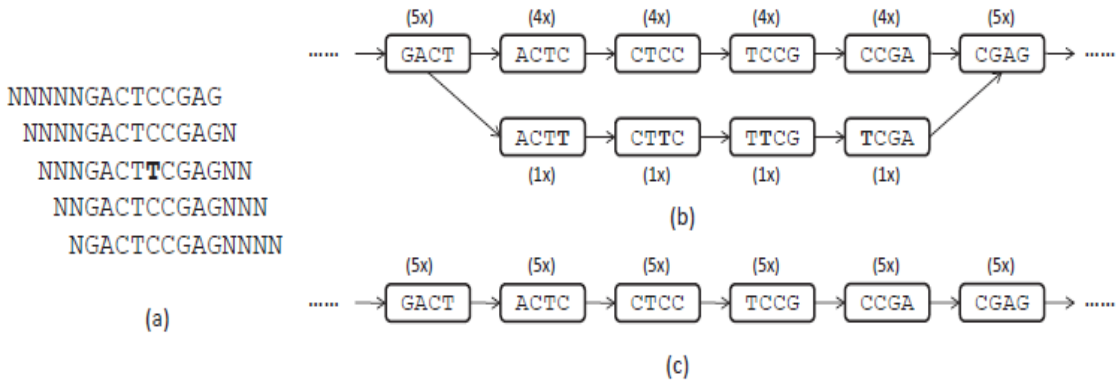 NNNNNGACTCCGAG
NNNNGACTCCGAGN
NNNGACTTCGAGNN
NNGACTCCGAGNNN
NGACTCCGAGNNNN
(a)
(5x) (4x) (4x) (4x) (4x) (5x)
...... GACT ACTC CTCC TCCG CCGA CGAG ......
ACTT CTTC TTCG TCGA
(1x) (1x) (1x) (1x)
(b)
(5x) (5x) (5x) (5x) (5x) (5x)
...... GACT ACTC CTCC TCCG CCGA CGAG ......
(c)